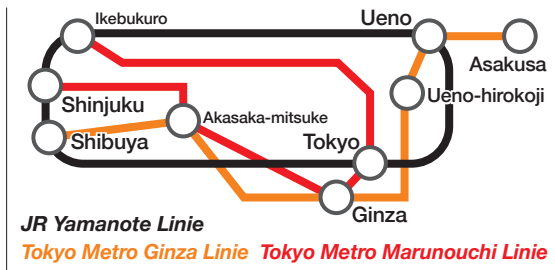 Ikebukuro
Ueno
Asakusa
Shinjuku
Ueno-hirokoji
Akasaka-mitsuke
Shibuya
Tokyo
Ginza
JR Yamanote Linie
Tokyo Metro Ginza Linie Tokyo Metro Marunouchi Linie